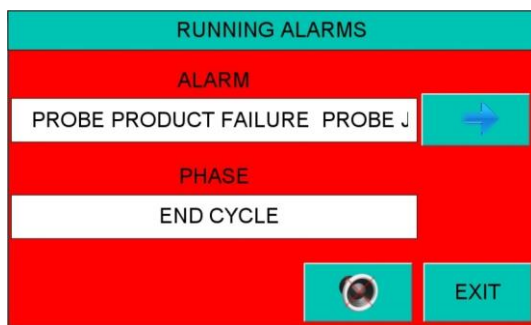 RUNNING ALARMS
ALARM
PROBE PRODUCT FAILURE PROBE J
PHASE
END CYCLE
EXIT